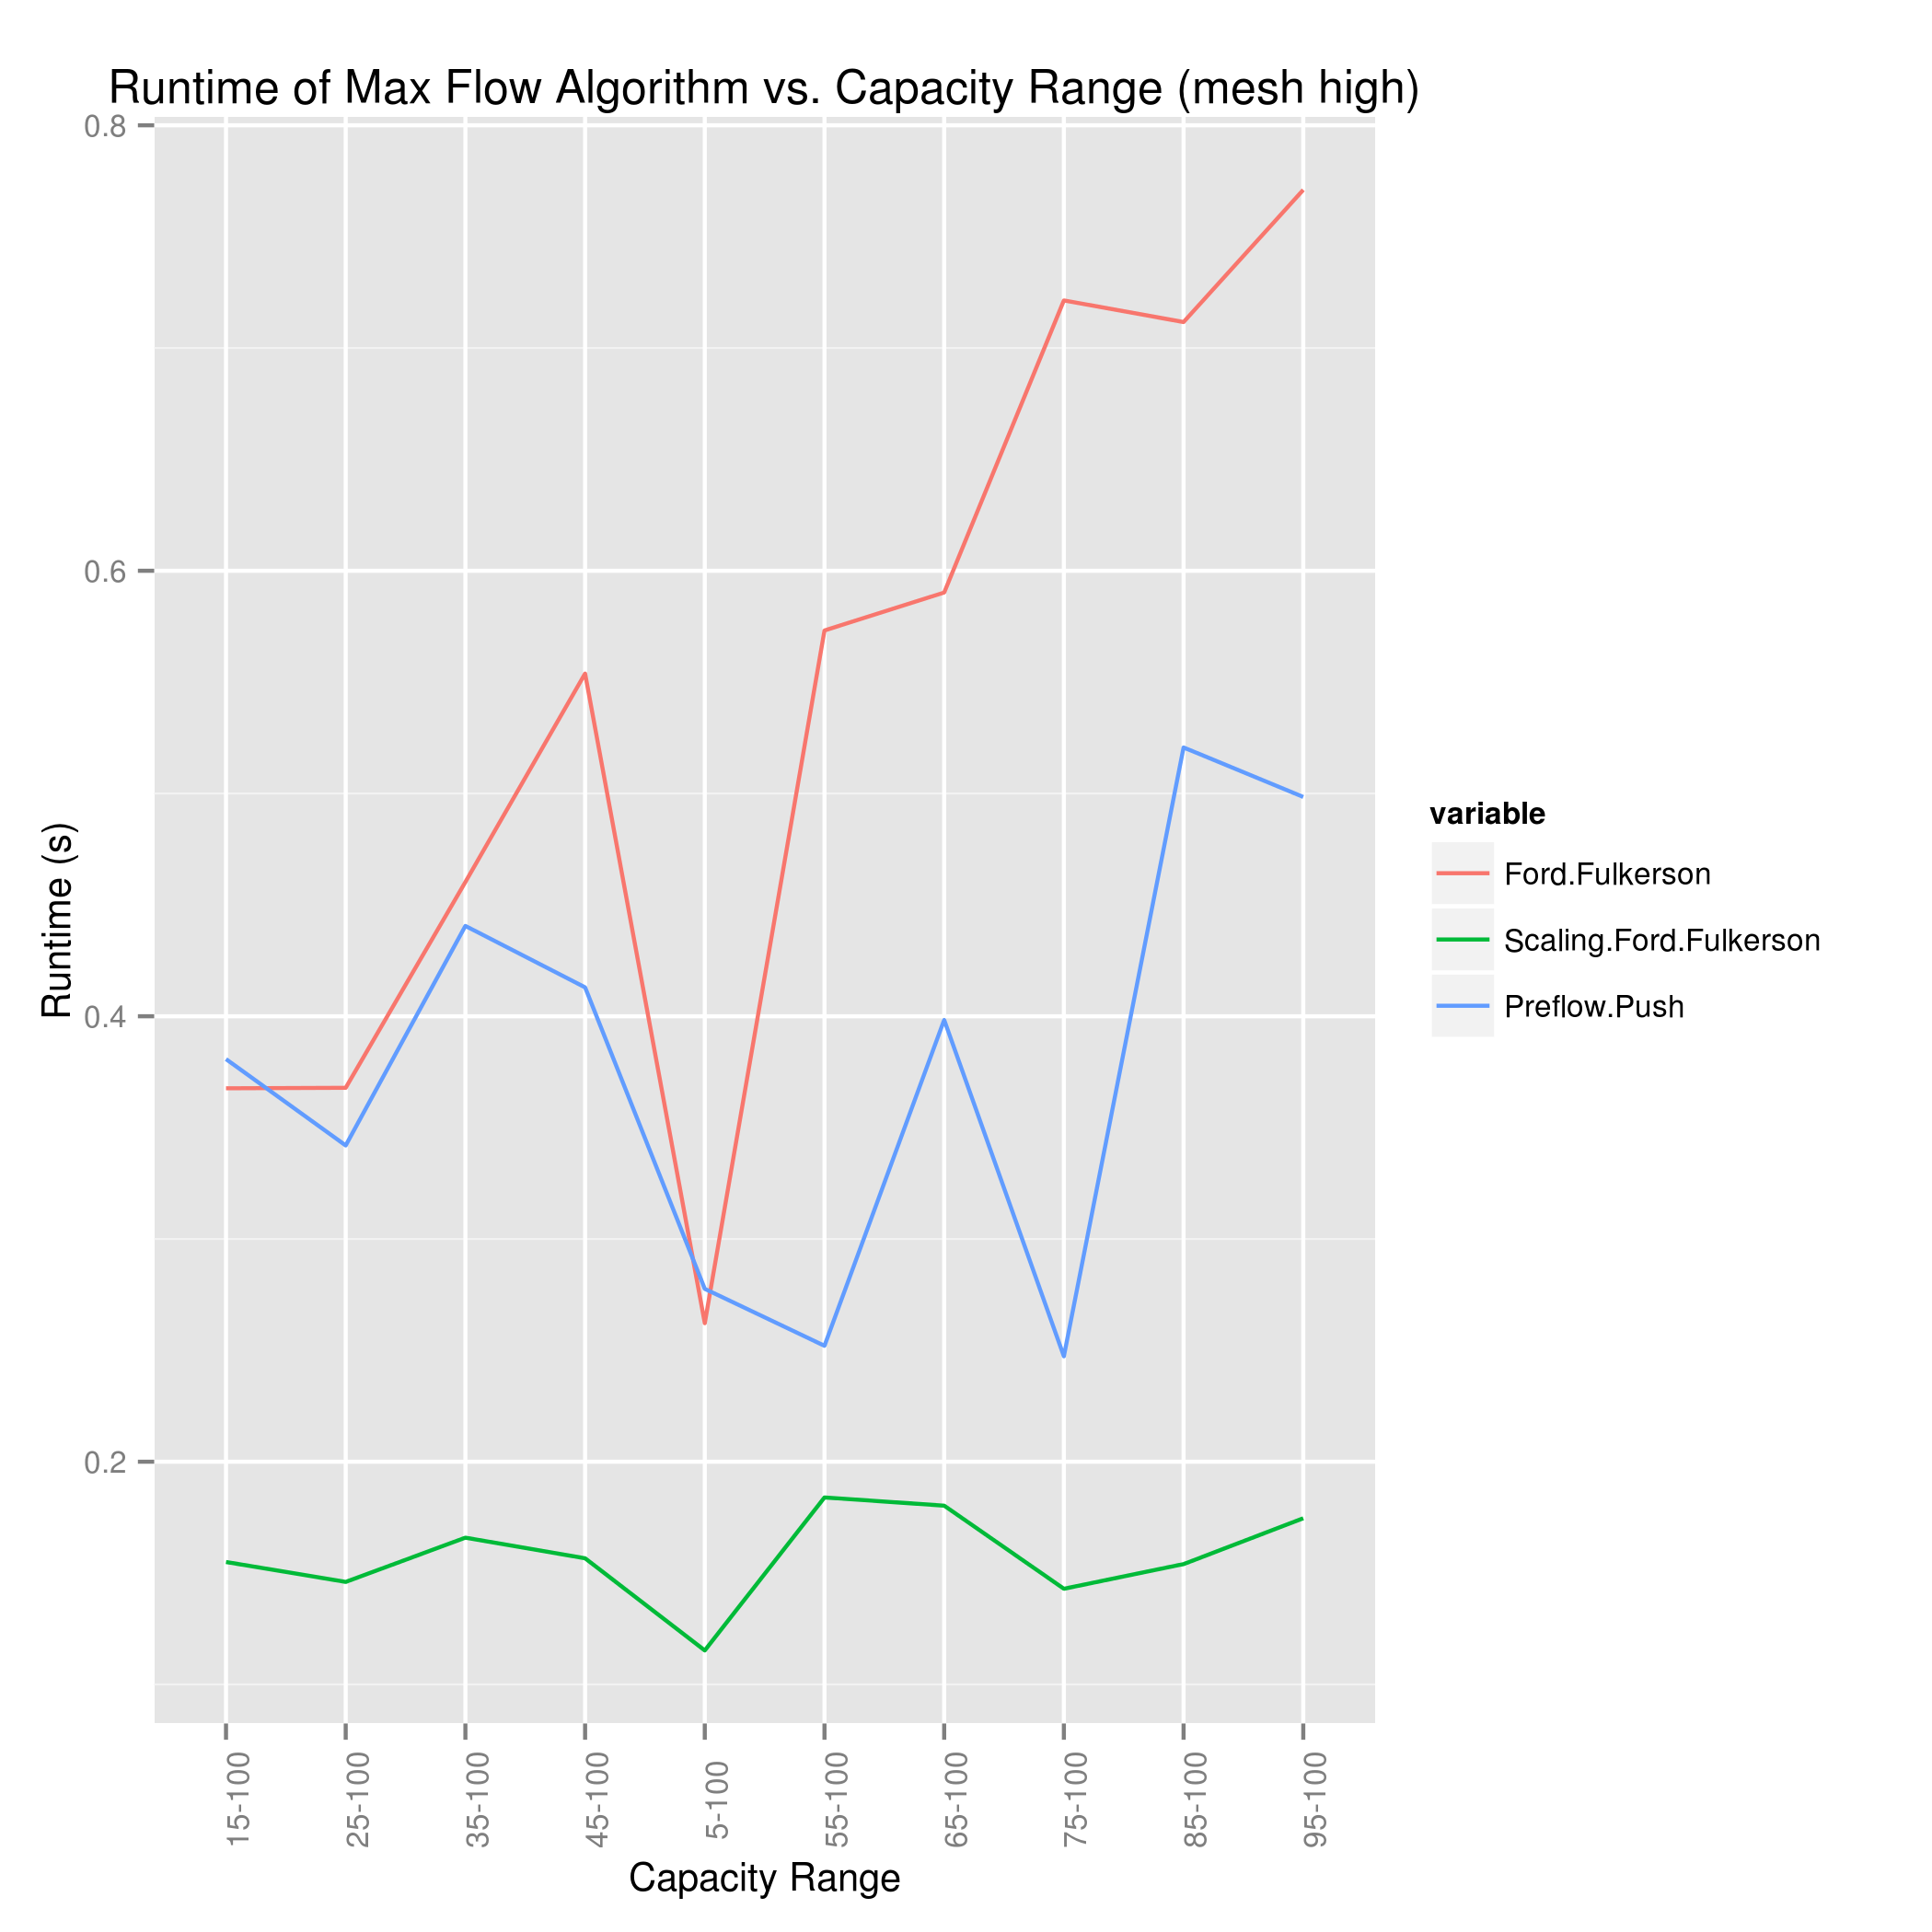 Runtime of Max Flow Algorithm vs. Capacity Range (mesh high)
0.8
0.6
0.4
0.2
Runtime (s)
15-100
25-100
35-100
45-100
5-100
55-100
65-100
75-100
85-100
95-100
Capacity Range
variable
Ford.Fulkerson
Scaling.Ford.Fulkerson
Preflow.Push